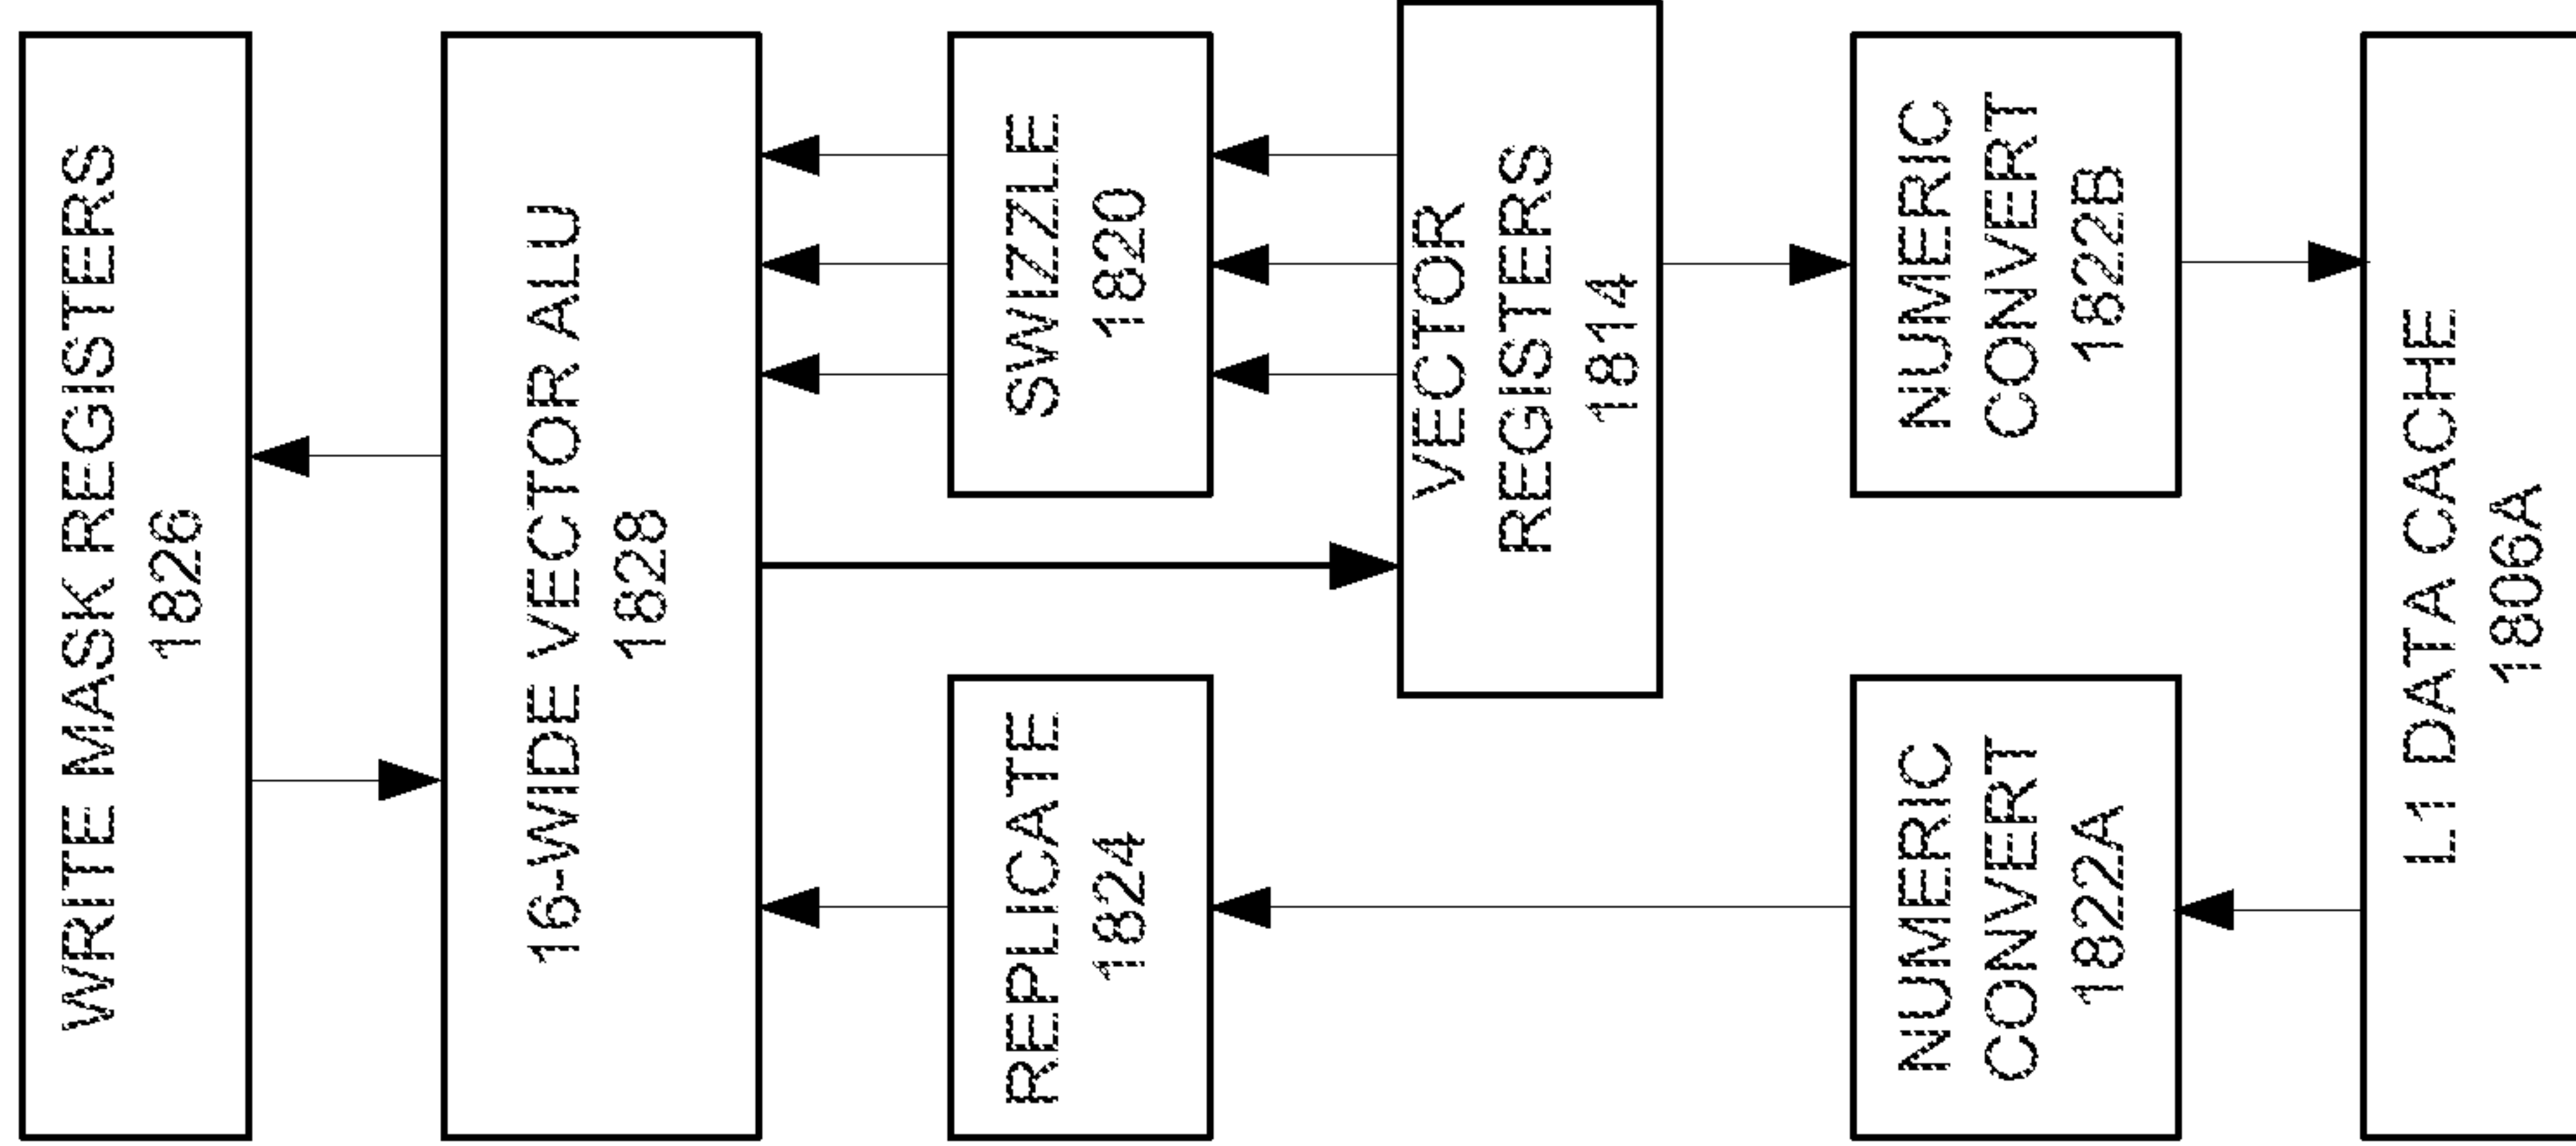 WRITE MASK REGISTERS
1826
16-WIDE VECTOR ALU
1828
REPLICATE
1824
SWIZZLE
1820
VECTOR
REGISTERS
1814
NUMERIC
CONVERT
1822A
NUMERIC
CONVERT
1822B
L1 DATA CACHE
1806A